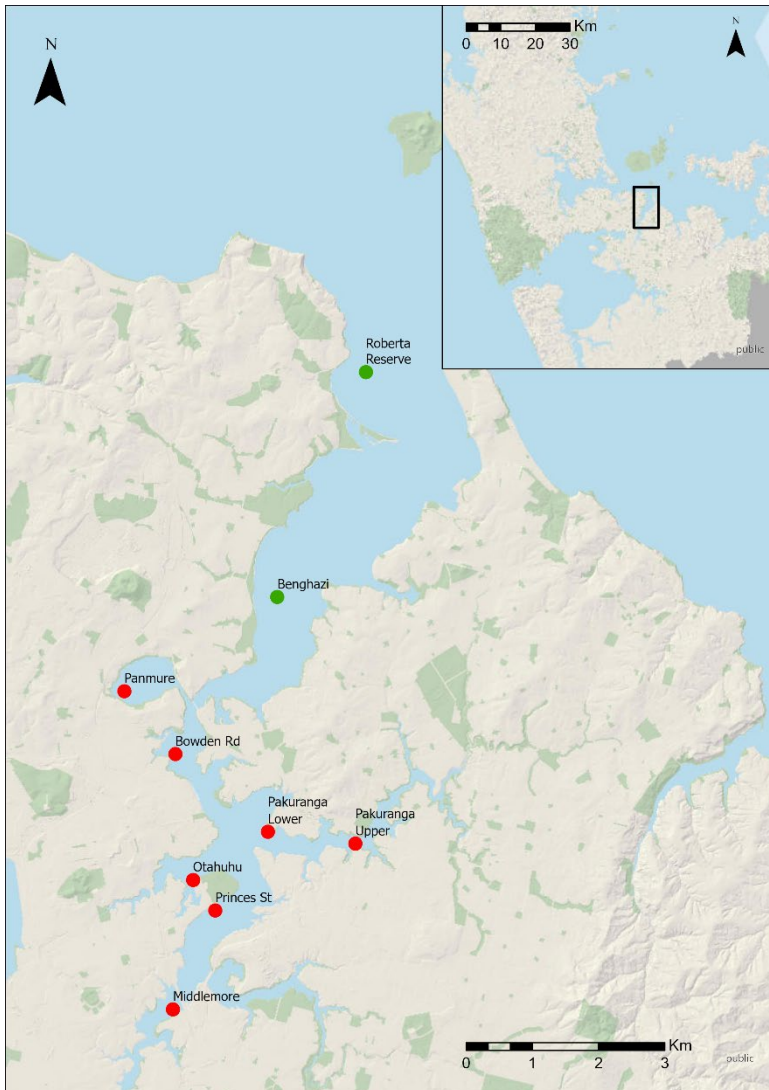 N
Km
0 10 20 30
N
public
Roberta
Reserve
Benghazi
Panmure
Bowden Rd
Pakuranga
Lower
Pakuranga
Upper
Otahuhu
Princes St
Middlemore
Km
0 1 2 3
public